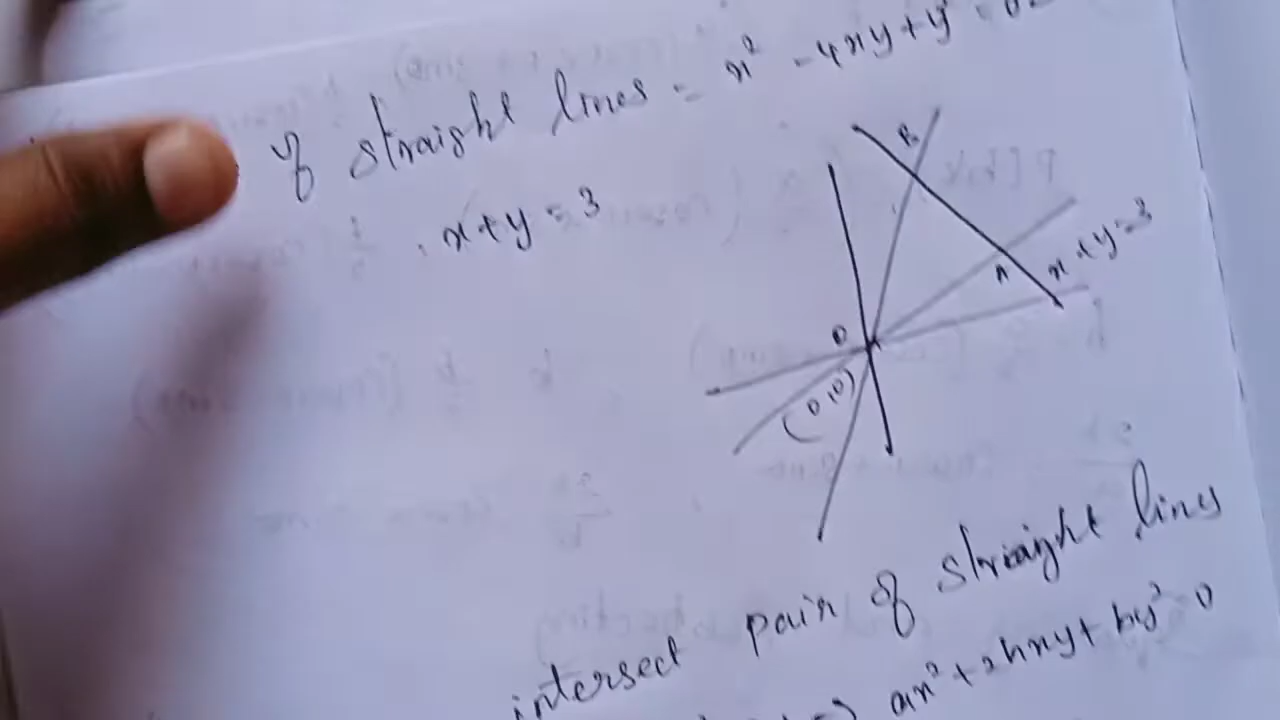 of straight lines = x² - 4xy + y² = 0
x + y = 3
B
A
x + y = 3
O
(0,0)
intersect pair of straight lines
ax² + 2hxy + by² = 0